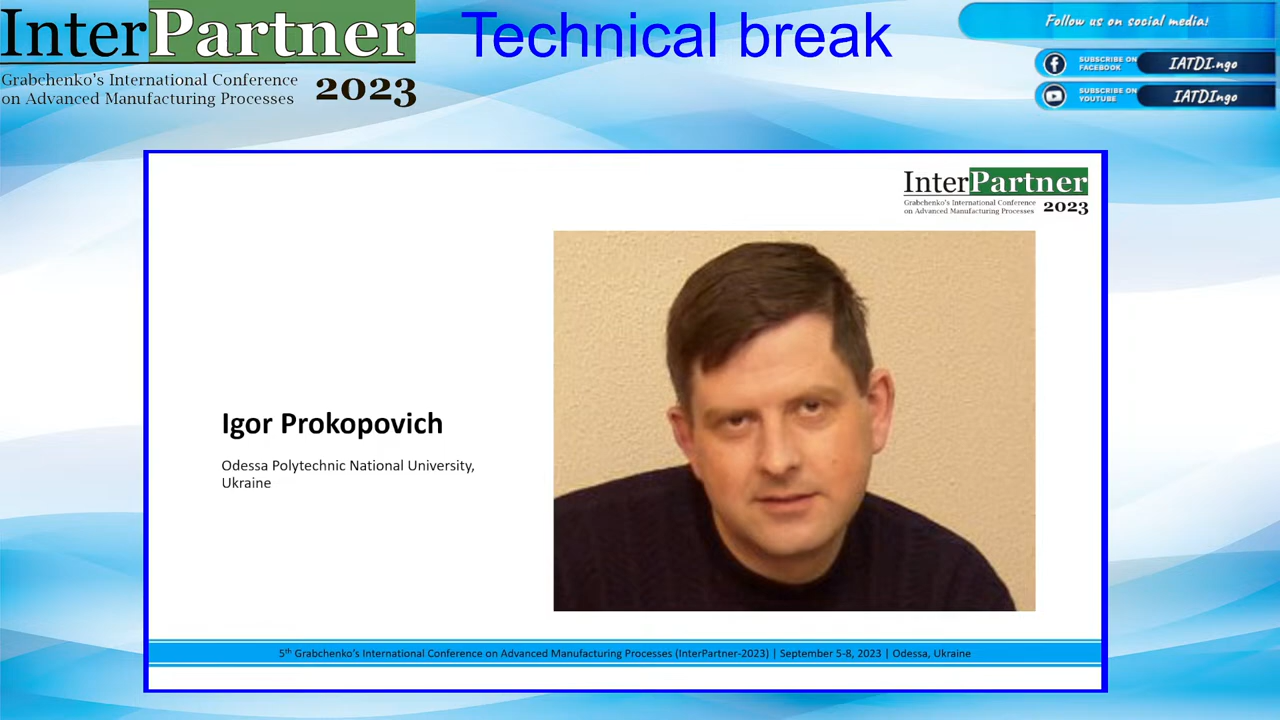 InterPartner
Grabchenko's International Conference
on Advanced Manufacturing Processes
2023
Technical break
Follow us on social media!
SUBSCRIBE ON
FACEBOOK
IATDI.ngo
SUBSCRIBE ON
YOUTUBE
IATDIngo
InterPartner
Grabchenko's International Conference
on Advanced Manufacturing Processes
2023
Igor Prokopovich
Odessa Polytechnic National University,
Ukraine
5th Grabchenko's International Conference on Advanced Manufacturing Processes (InterPartner-2023) | September 5-8, 2023 | Odessa, Ukraine